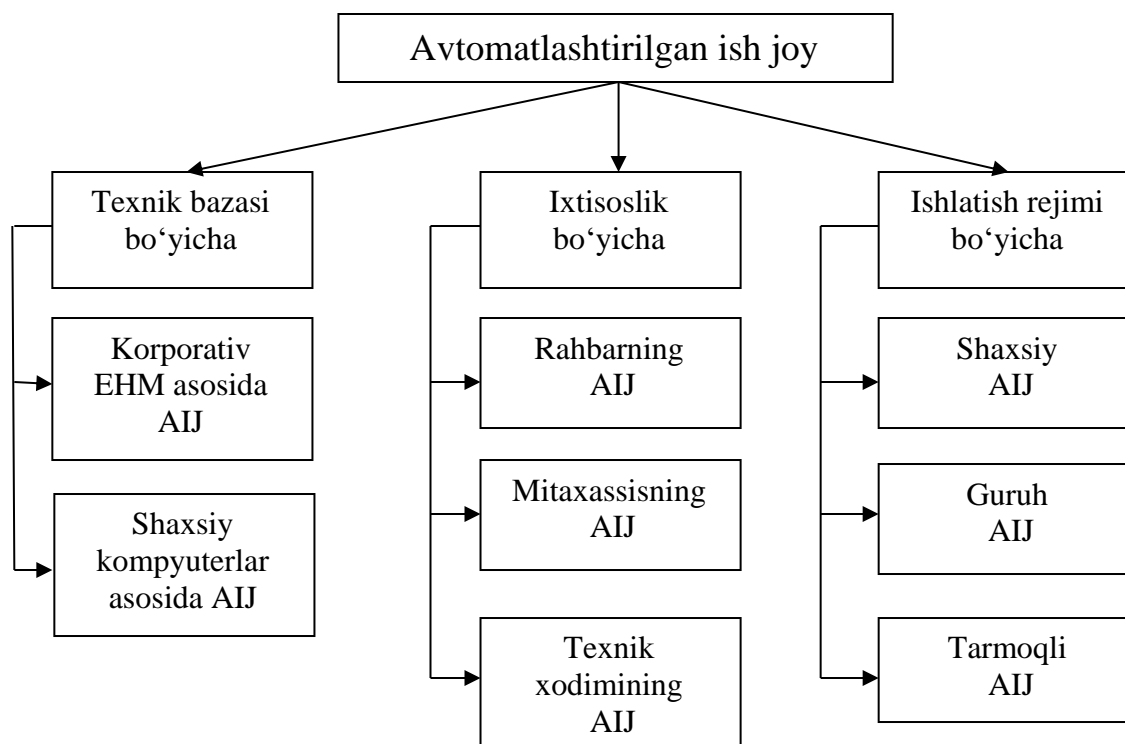 Avtomatlashtirilgan ish joy
Texnik bazasi
bo‘yicha
Korporativ
EHM asosida
AIJ
Shaxsiy
kompyuterlar
asosida AIJ
Ixtisoslik
bo‘yicha
Rahbarning
AIJ
Mitaxassisning
AIJ
Texnik
xodimining
AIJ
Ishlatish rejimi
bo‘yicha
Shaxsiy
AIJ
Guruh
AIJ
Tarmoqli
AIJ